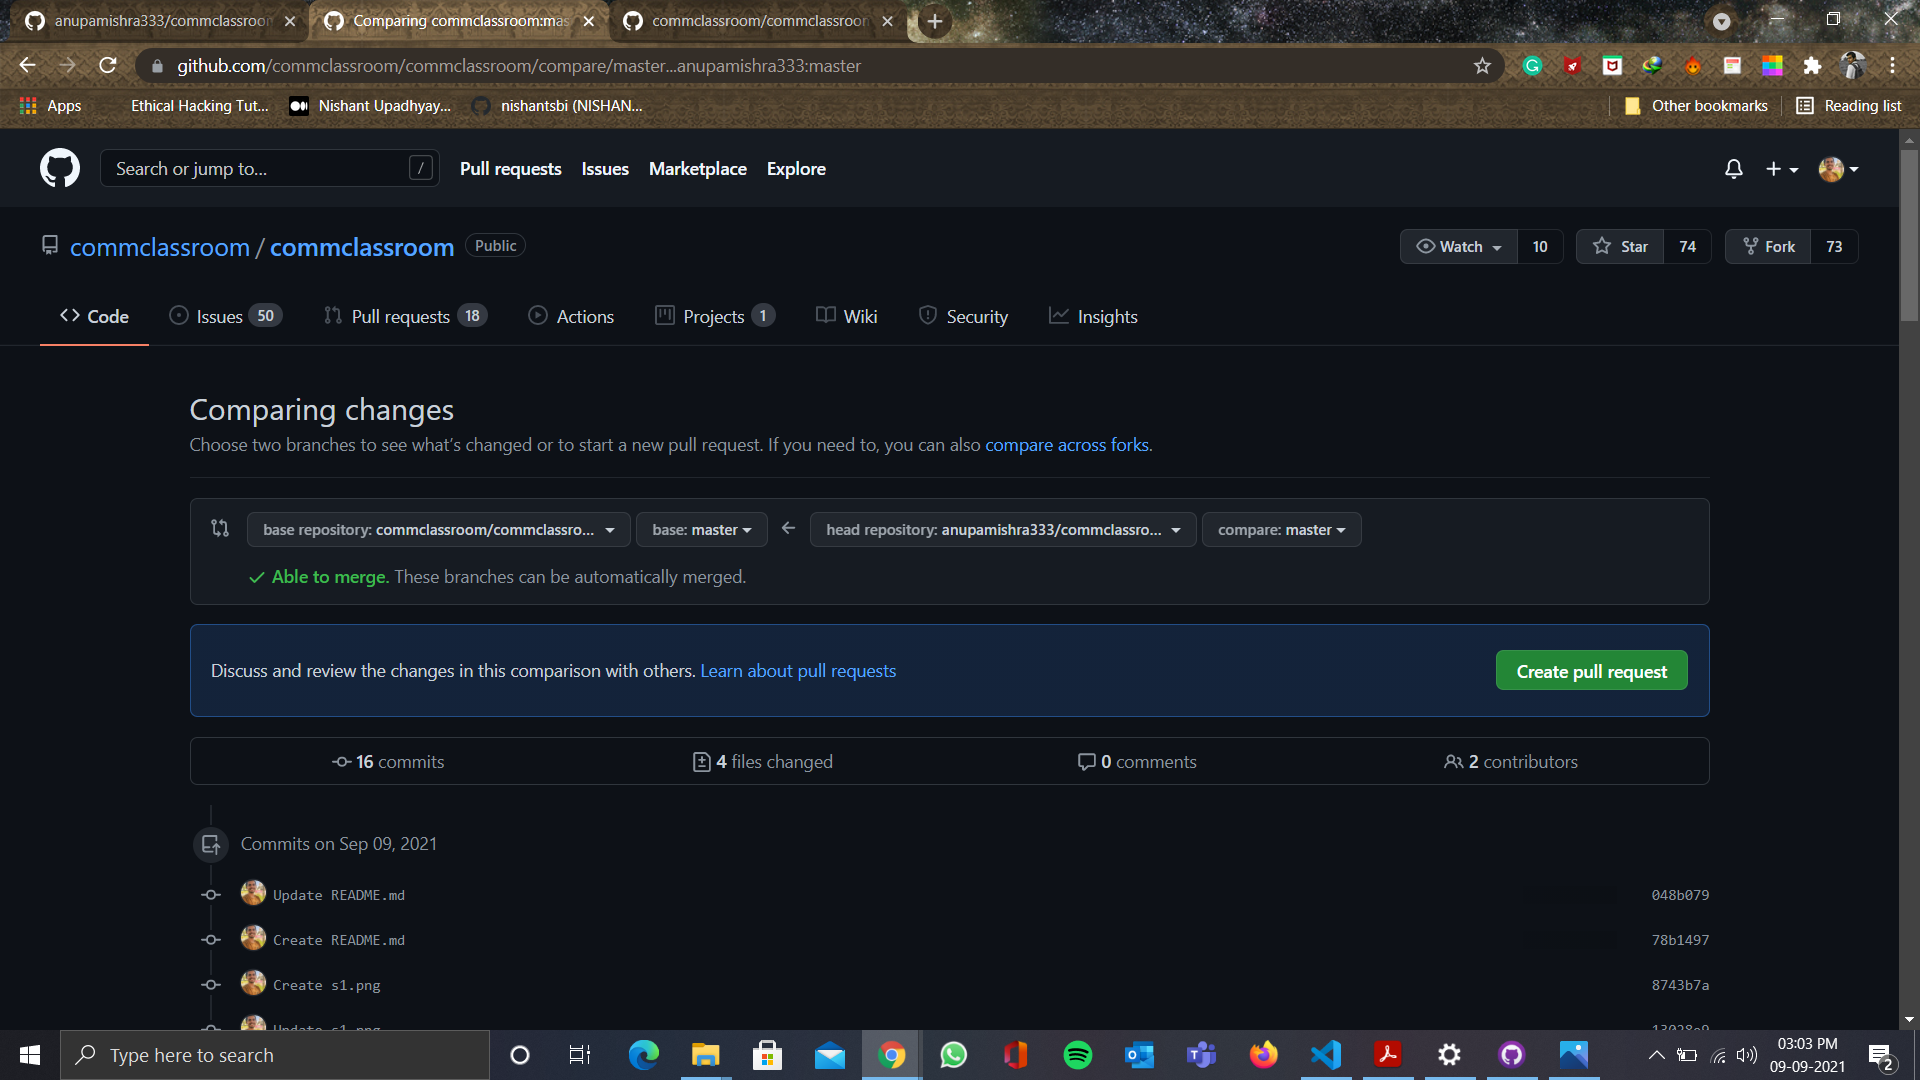 anupamishra333/commclassroom
Comparing commclassroom:mas
commclassroom/commclassroom
github.com/commclassroom/commclassroom/compare/master...anupamishra333:master
Apps
Ethical Hacking Tut...
Nishant Upadhyay...
nishantsbi (NISHAN...
Other bookmarks
Reading list
Search or jump to...
/
Pull requests
Issues
Marketplace
Explore
commclassroom / commclassroom
Public
Watch 10
Star 74
Fork 73
Code
Issues 50
Pull requests 18
Actions
Projects 1
Wiki
Security
Insights
Comparing changes
Choose two branches to see what's changed or to start a new pull request. If you need to, you can also compare across forks.
base repository: commclassroom/commclassro...
base: master
head repository: anupamishra333/commclassro...
compare: master
Able to merge. These branches can be automatically merged.
Discuss and review the changes in this comparison with others. Learn about pull requests
Create pull request
16 commits
4 files changed
0 comments
2 contributors
Commits on Sep 09, 2021
Update README.md 048b079
Create README.md 78b1497
Create s1.png 8743b7a
Update s1.png
Type here to search
03:03 PM
09-09-2021
2